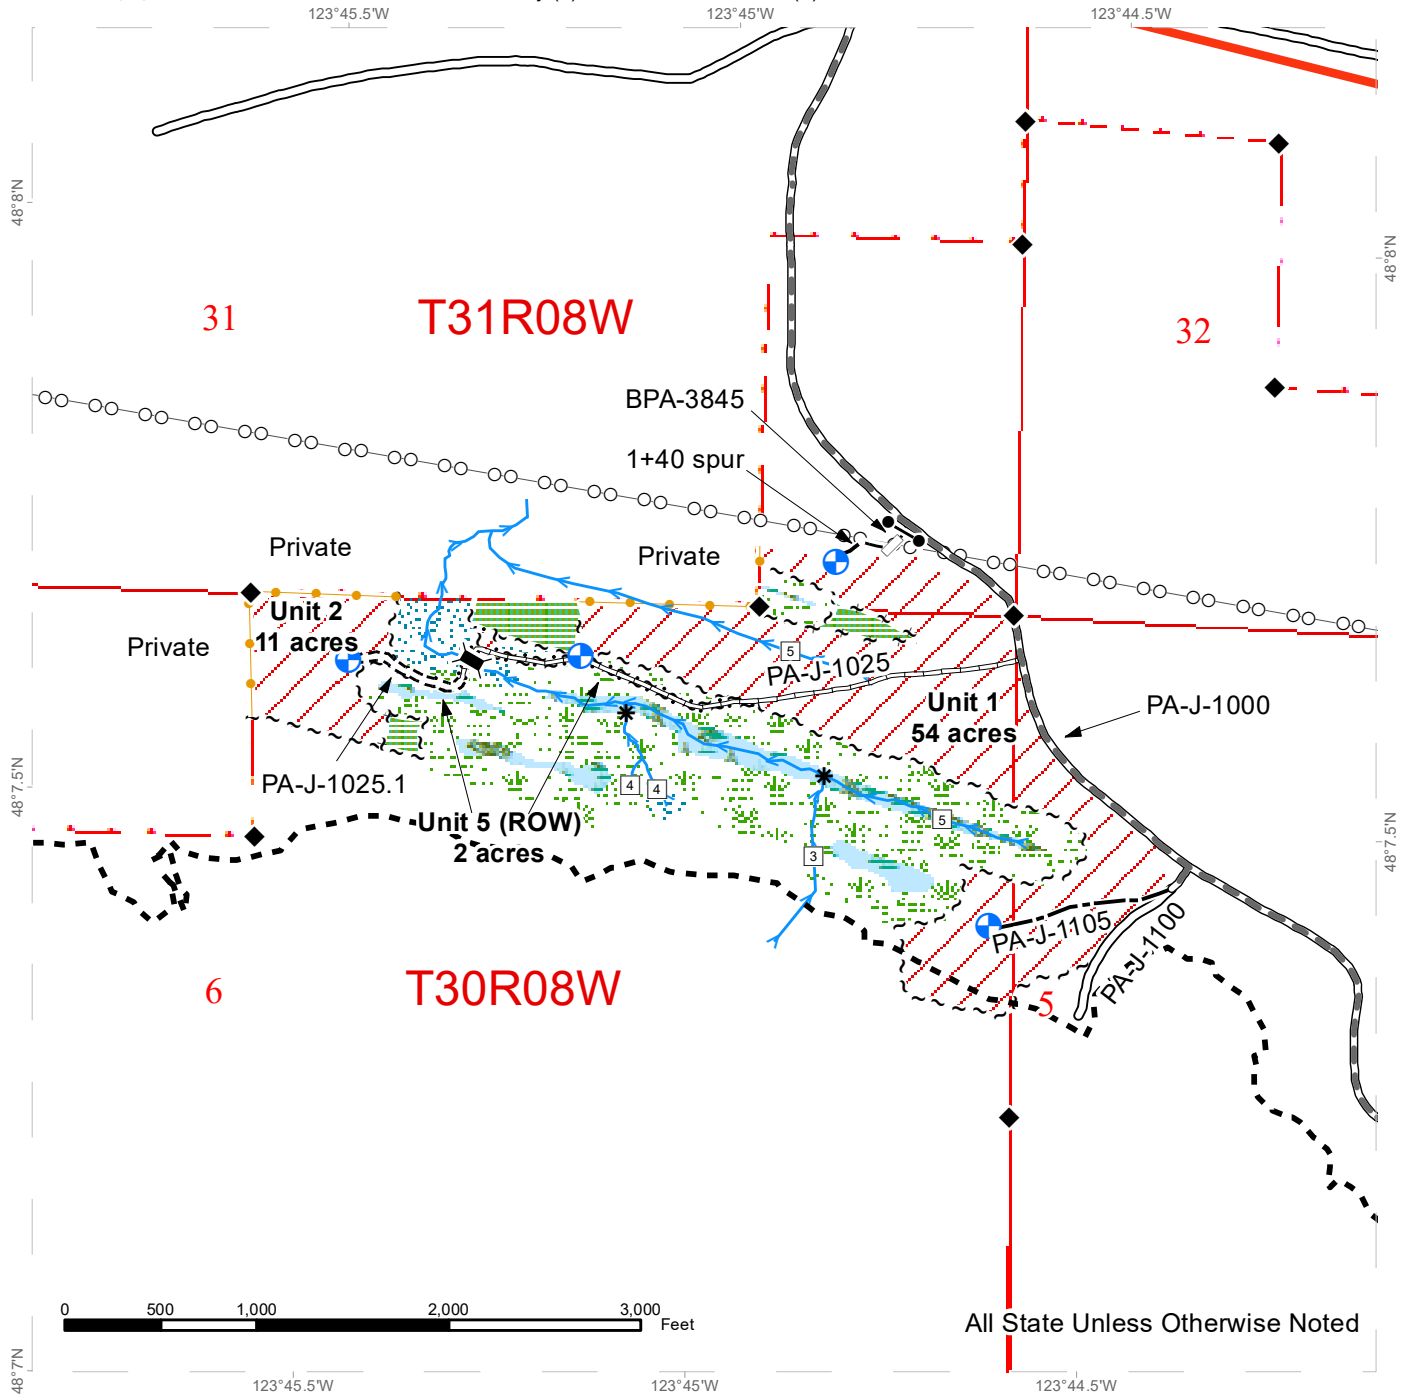 123°45.5'W
123°45'W
123°44.5'W
48°8'N
48°8'N
31
T31R08W
32
BPA-3845
1+40 spur
Private
Private
Unit 2
11 acres
Private
5
PA-J-1025
Unit 1
54 acres
PA-J-1000
48°7.5'N
48°7.5'N
PA-J-1025.1
4
4
Unit 5 (ROW)
2 acres
5
3
PA-J-1105
PA-J-1100
6
T30R08W
5
0 500 1,000 2,000 3,000
Feet
All State Unless Otherwise Noted
48°7'N
123°45.5'W
123°45'W
123°44.5'W